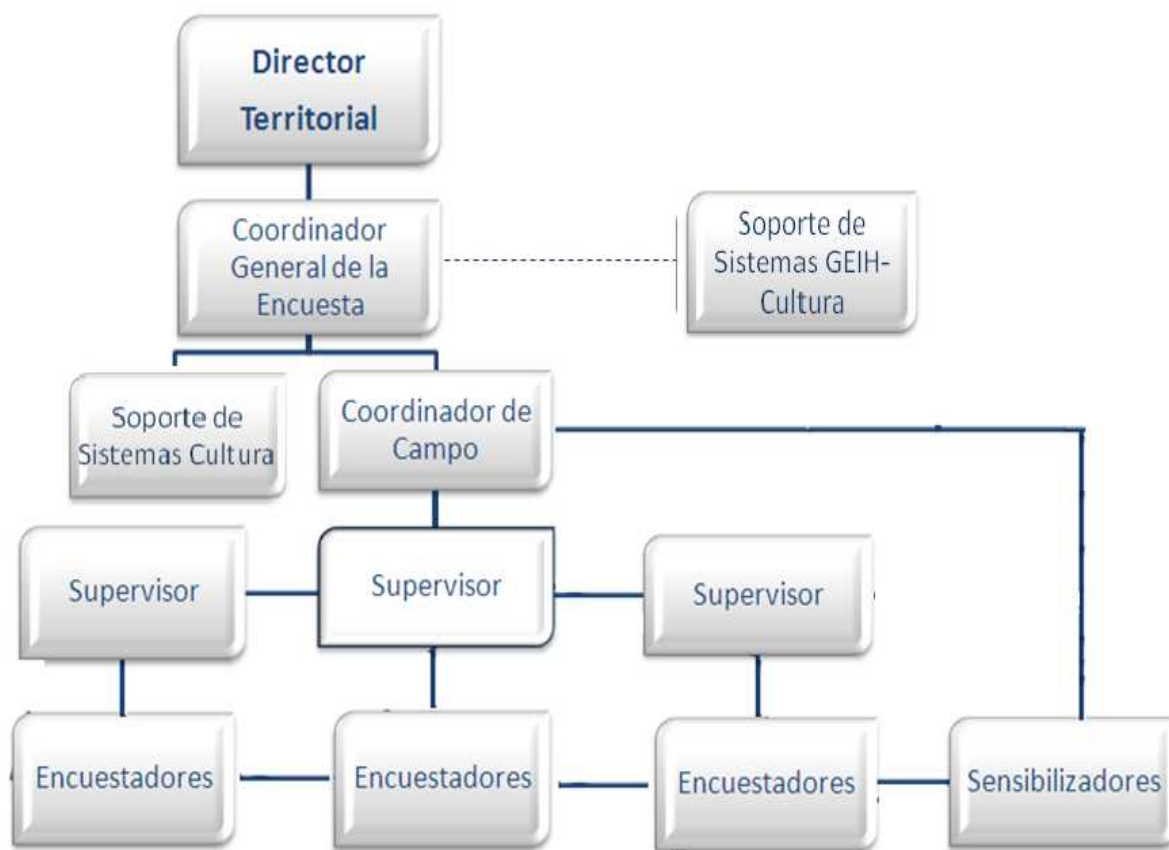 Director
Territorial
Coordinador
General de la
Encuesta
Soporte de
Sistemas GEIH-
Cultura
Soporte de
Sistemas Cultura
Coordinador de
Campo
Supervisor
Supervisor
Supervisor
Encuestadores
Encuestadores
Encuestadores
Sensibilizadores